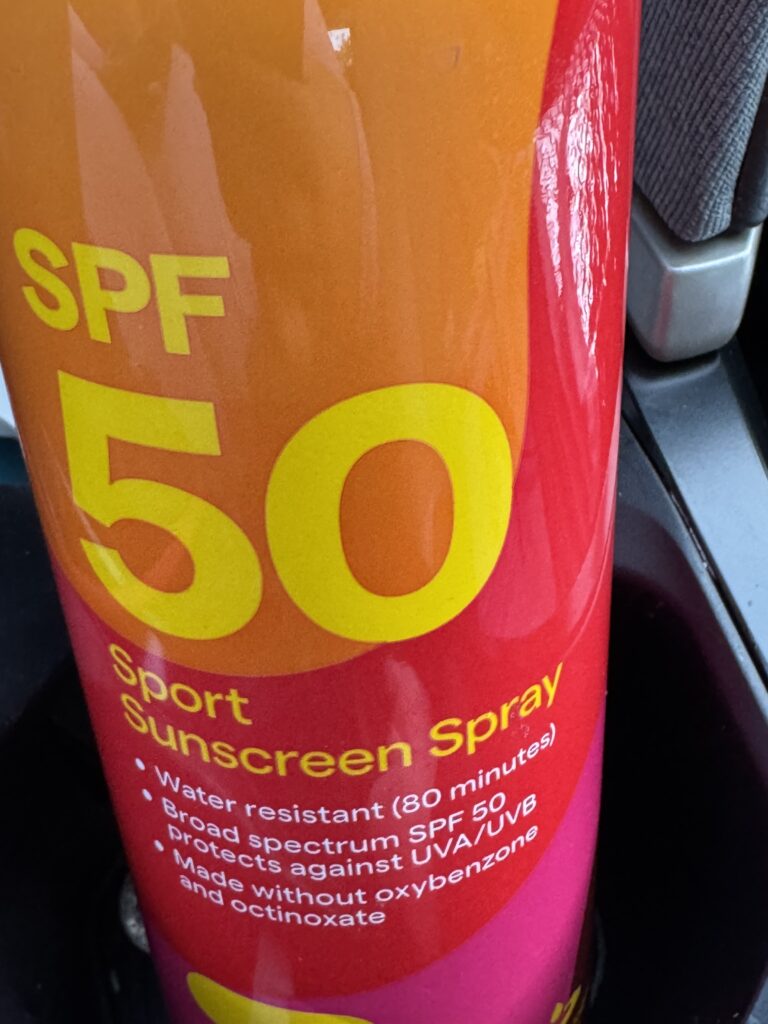 SPF
50
Sport
Sunscreen Spray
• Water resistant (80 minutes)
• Broad spectrum SPF 50
protects against UVA/UVB
• Made without oxybenzone
and octinoxate